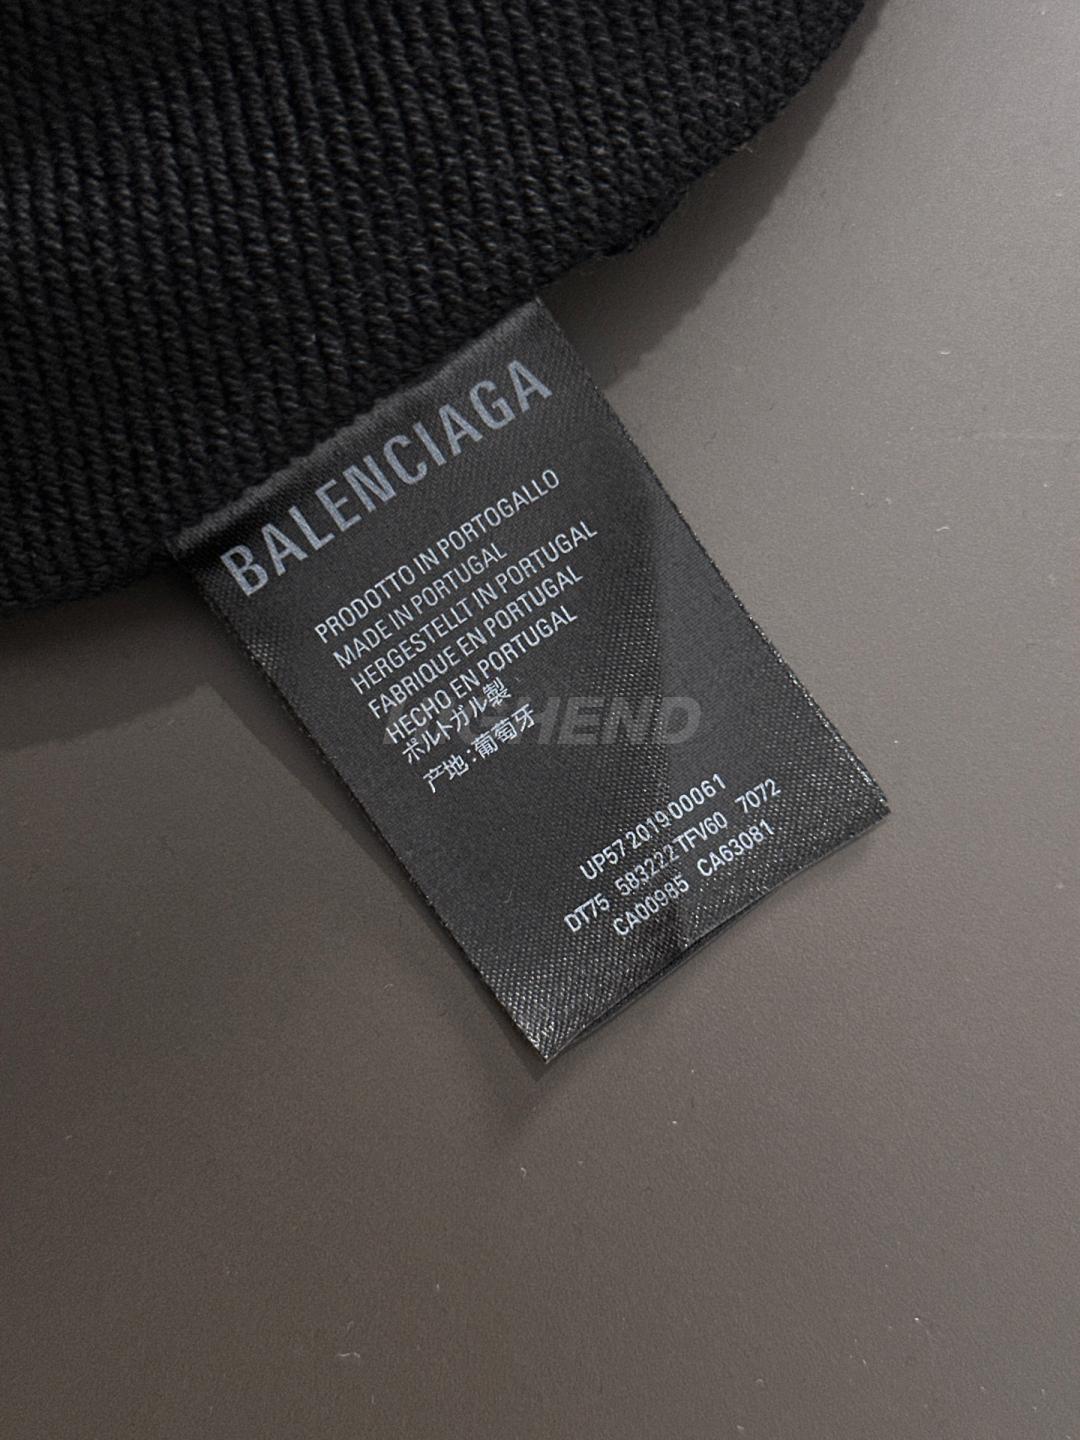 BALENCIAGA
PRODOTTO IN PORTOGALLO
MADE IN PORTUGAL
HERGESTELLT IN PORTUGAL
FABRIQUE EN PORTUGAL
HECHO EN PORTUGAL
ポルトガル製
产地:葡萄牙
UP57 2019 00061
DT75 583222 TFV60 7072
CA00985 CA63081